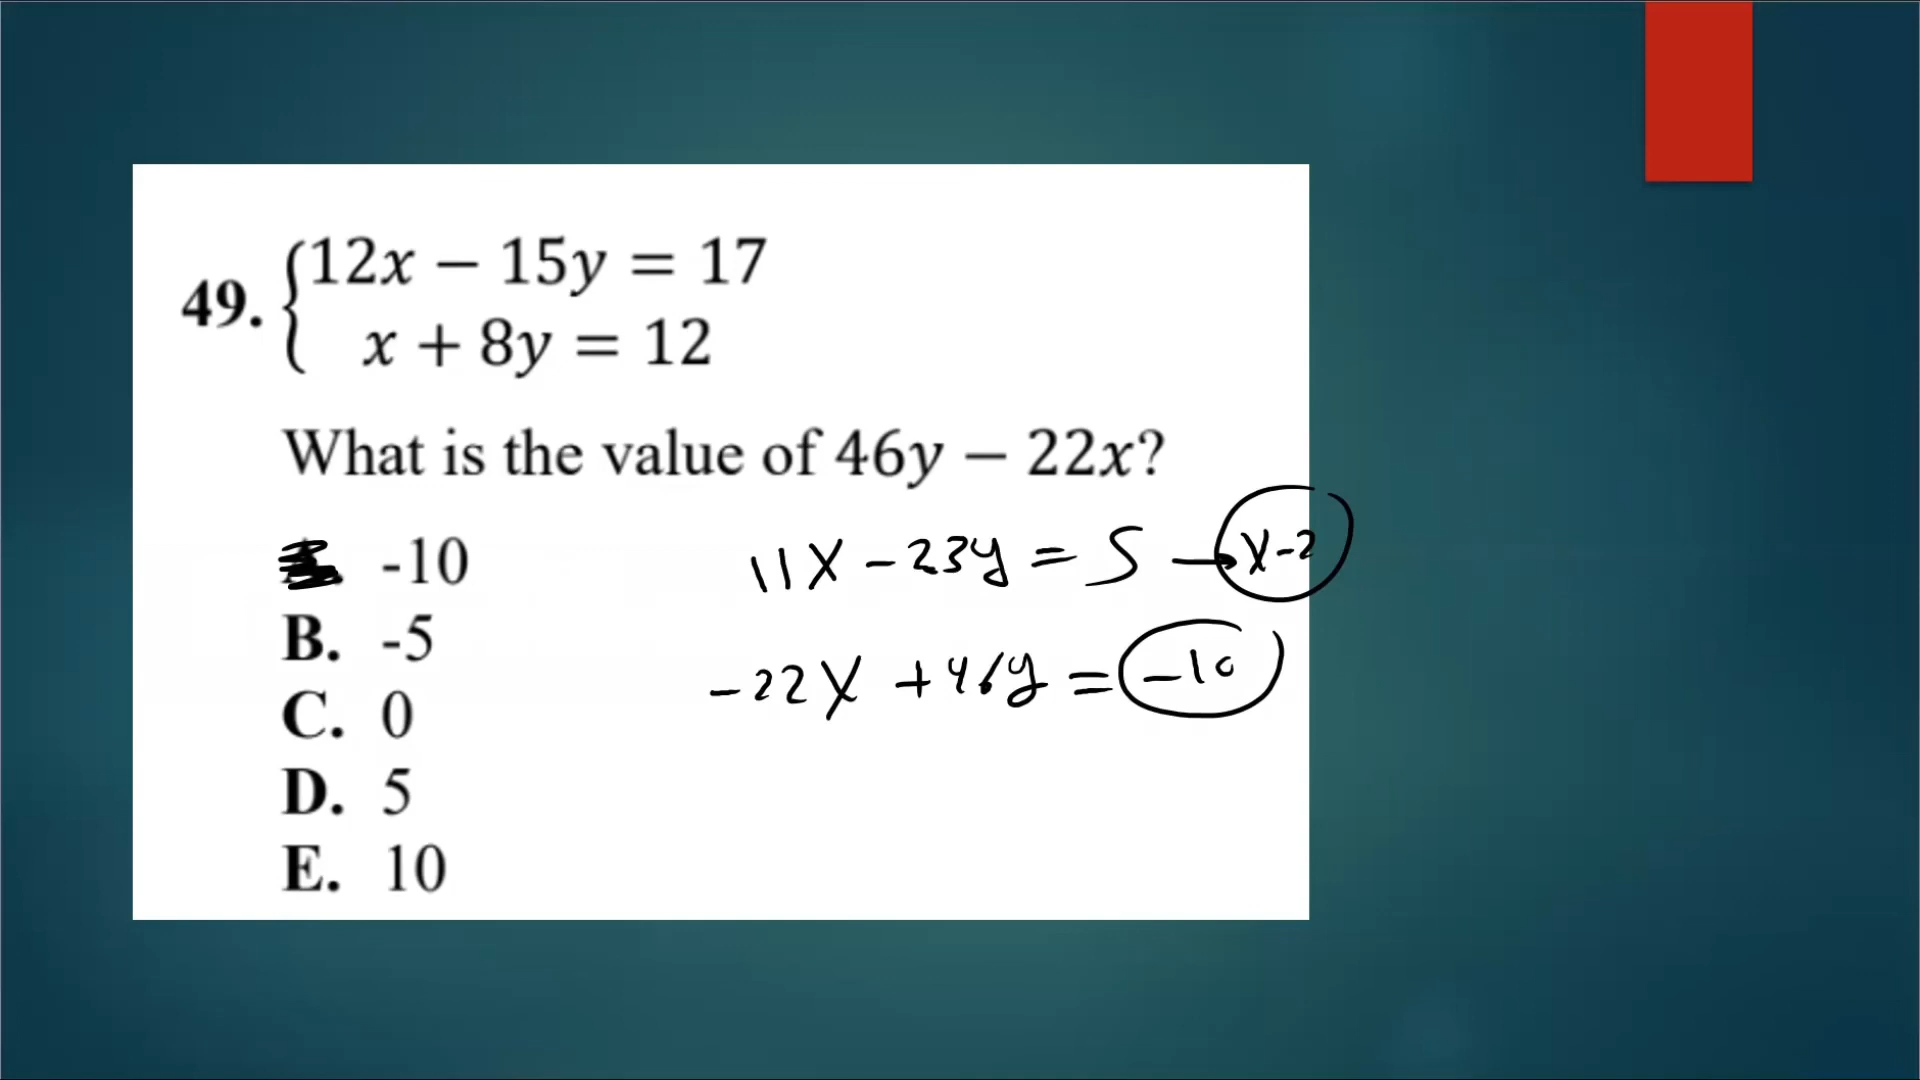 49. {12x − 15y = 17
x + 8y = 12
What is the value of 46y − 22x?
-10
B. -5
C. 0
D. 5
E. 10
11x - 23y = 5 → x-2
-22x + 46y = -10